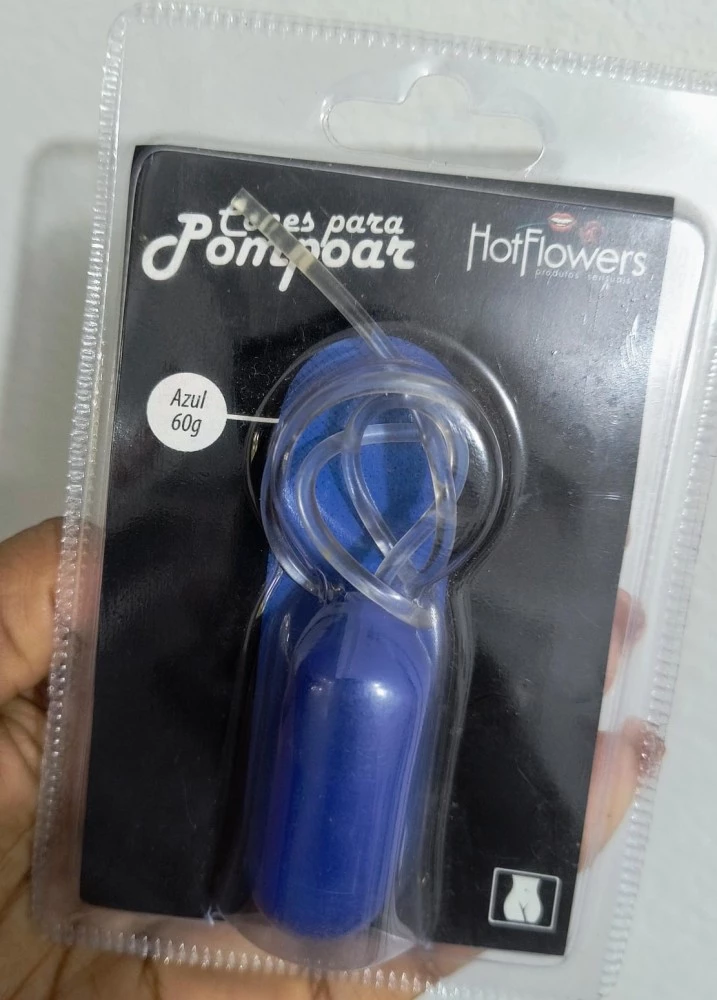 Cones para
Pompoar
HotFlowers
produtos sensuais
Azul
60g